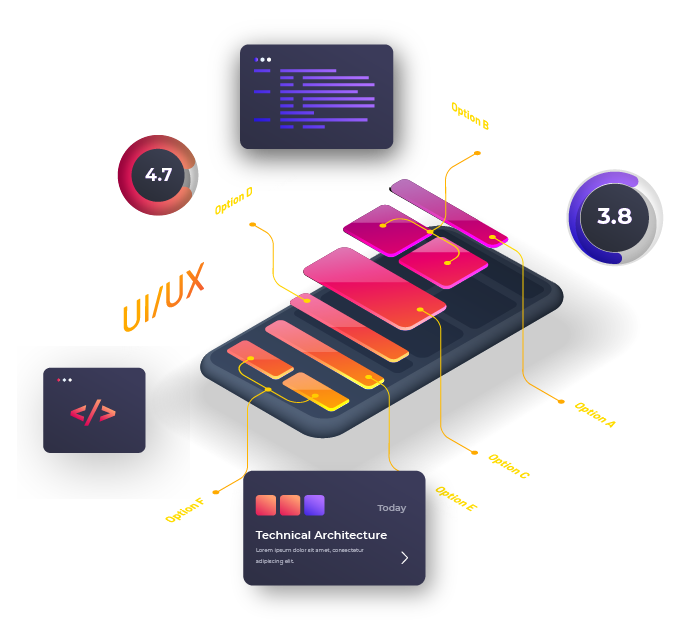 Option B
4.7
Option D
3.8
UI/UX
</>
Option A
Option C
Option E
Option F
Today
Technical Architecture
Lorem ipsum dolor sit amet, consectetur
adipiscing elit.